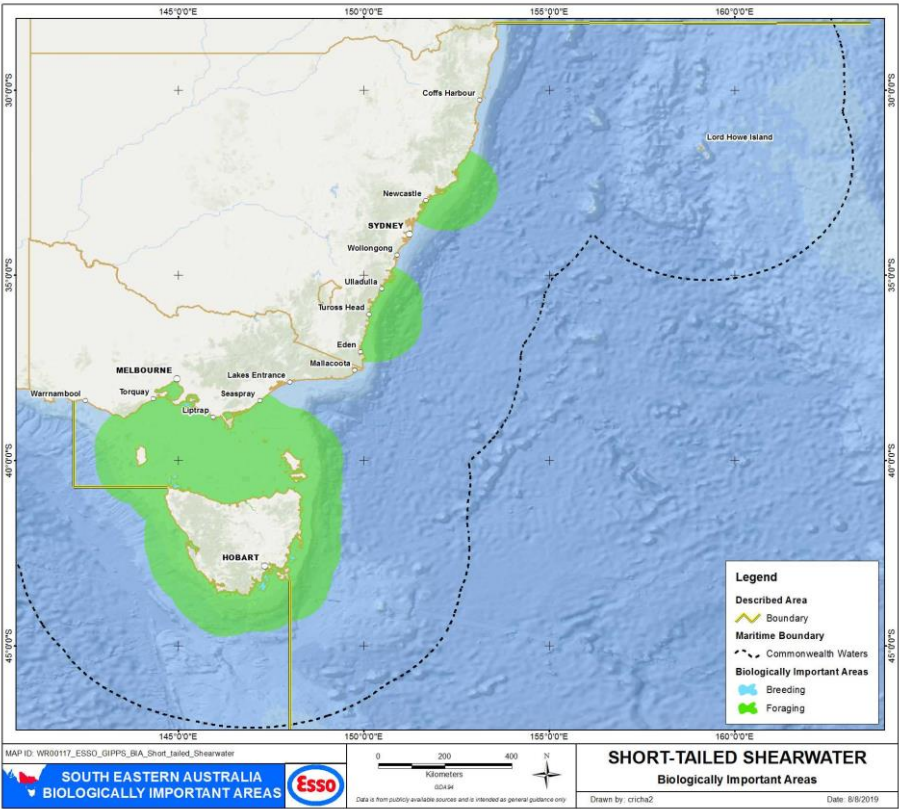 145°0'0"E 150°0'0"E 155°0'0"E 160°0'0"E
30°0'0"S
30°0'0"S
Coffs Harbour
Lord Howe Island
Newcastle
SYDNEY
Wollongong
35°0'0"S
35°0'0"S
Ulladulla
Tuross Head
Eden
Mallacoota
MELBOURNE
Lakes Entrance
Warrnambool
Torquay
Seaspray
Liptrap
40°0'0"S
40°0'0"S
HOBART
45°0'0"S
45°0'0"S
Legend
Described Area
Boundary
Maritime Boundary
Commonwealth Waters
Biologically Important Areas
Breeding
Foraging
145°0'0"E 150°0'0"E 155°0'0"E 160°0'0"E
MAP ID: WR00117_ESSO_GIPPS_BIA_Short_tailed_Shearwater
SOUTH EASTERN AUSTRALIA
BIOLOGICALLY IMPORTANT AREAS
Esso
0 200 400
Kilometers
GDA94
N
Data is from publicly available sources and is intended as general guidance only
SHORT-TAILED SHEARWATER
Biologically Important Areas
Drawn by: cricha2 Date: 8/8/2019